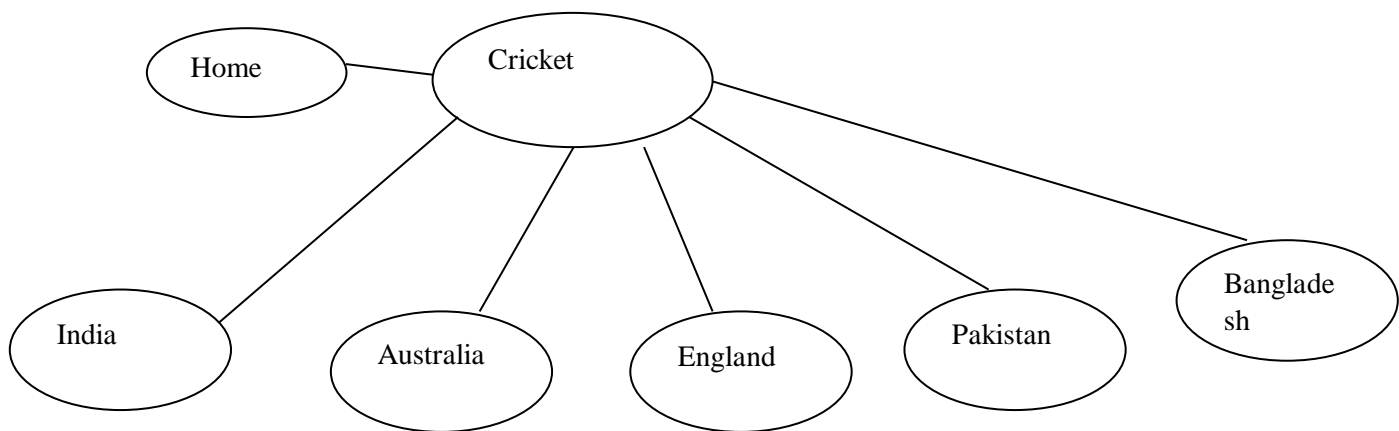 Home
Cricket
India
Australia
England
Pakistan
Banglade
sh